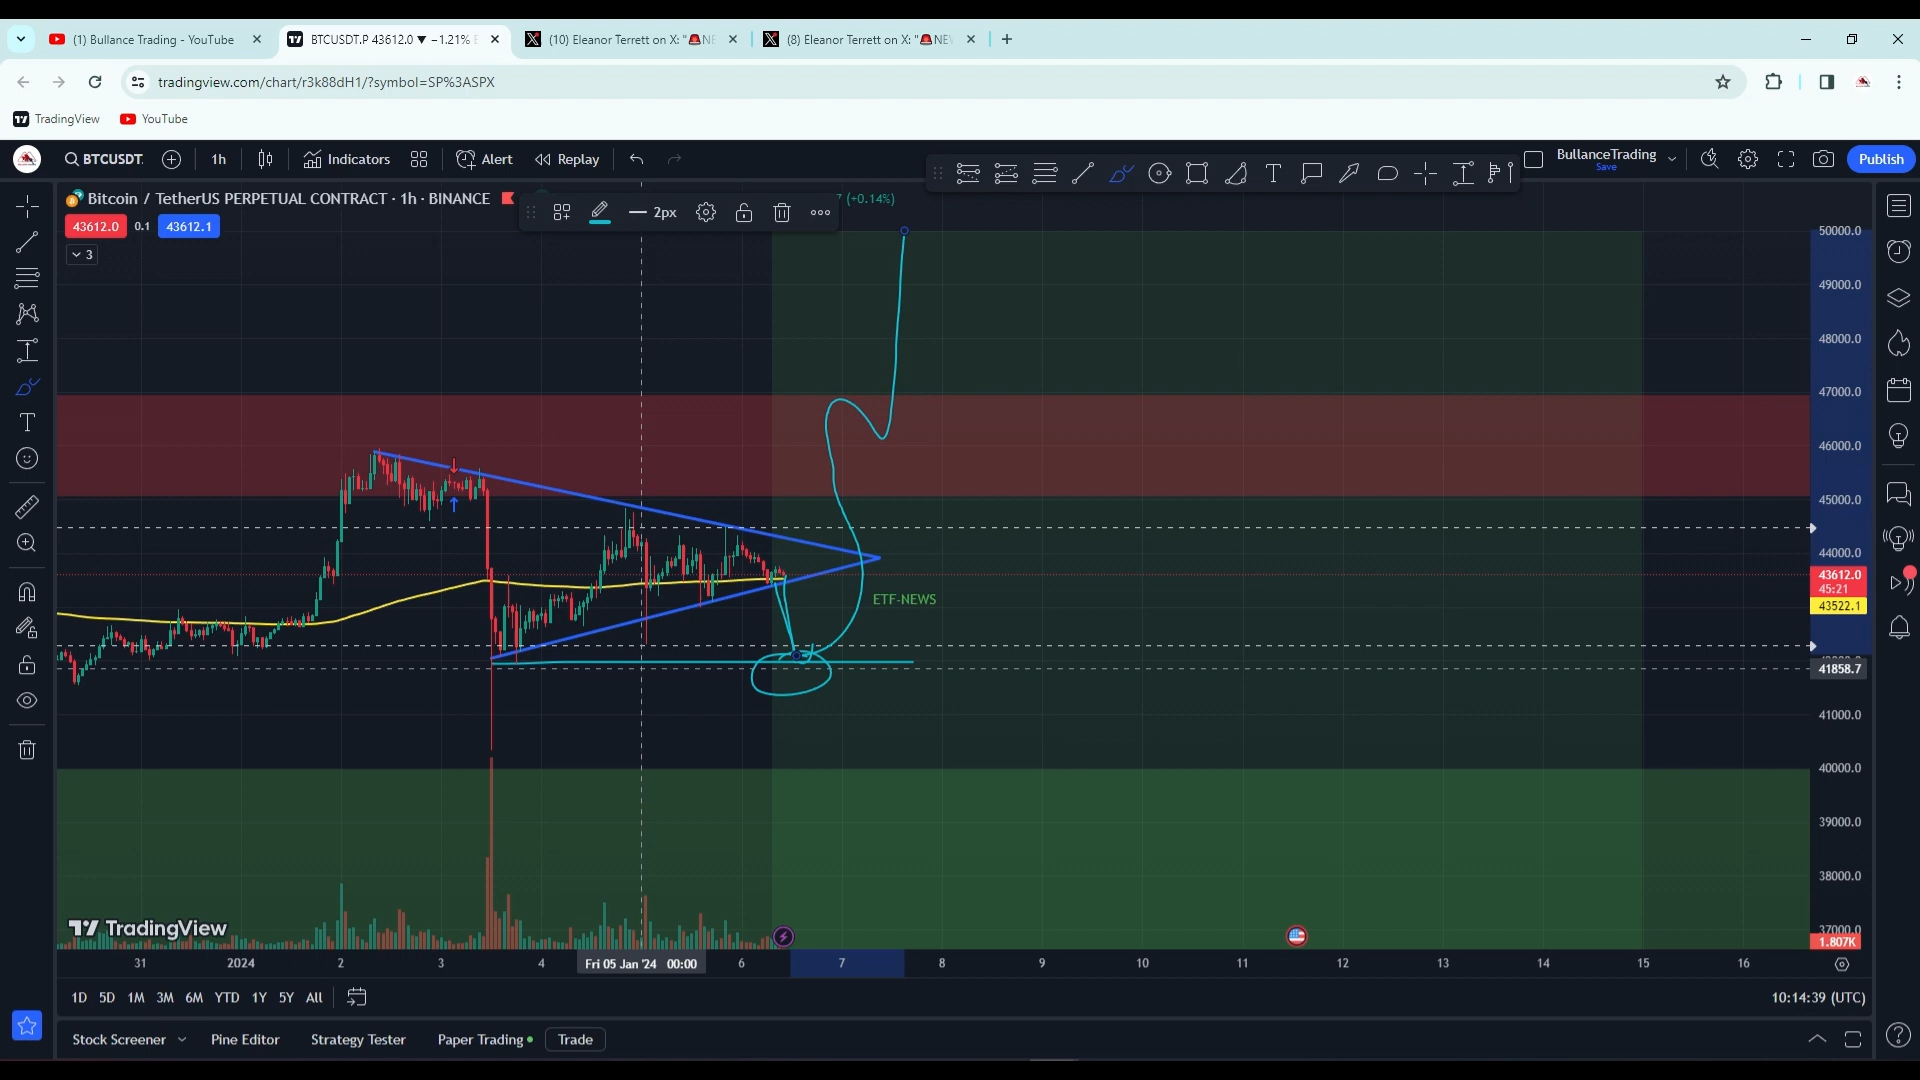 (1) Bullance Trading - YouTube
BTCUSDT.P 43612.0 ▼ −1.21%
(10) Eleanor Terrett on X: "🚨NE
(8) Eleanor Terrett on X: "🚨NE
tradingview.com/chart/r3k88dH1/?symbol=SP%3ASPX
TradingView
YouTube
BTCUSDT.
1h
Indicators
Alert
Replay
BullanceTrading
Save
Publish
Bitcoin / TetherUS PERPETUAL CONTRACT · 1h · BINANCE
7 (+0.14%)
2px
43612.0
0.1
43612.1
3
50000.0
49000.0
48000.0
47000.0
46000.0
45000.0
44000.0
43612.0
45:21
43522.1
41858.7
41000.0
40000.0
39000.0
38000.0
37000.0
1.807K
ETF-NEWS
TradingView
31
2024
2
3
4
Fri 05 Jan '24 00:00
6
7
8
9
10
11
12
13
14
15
16
1D 5D 1M 3M 6M YTD 1Y 5Y All
10:14:39 (UTC)
Stock Screener
Pine Editor
Strategy Tester
Paper Trading
Trade